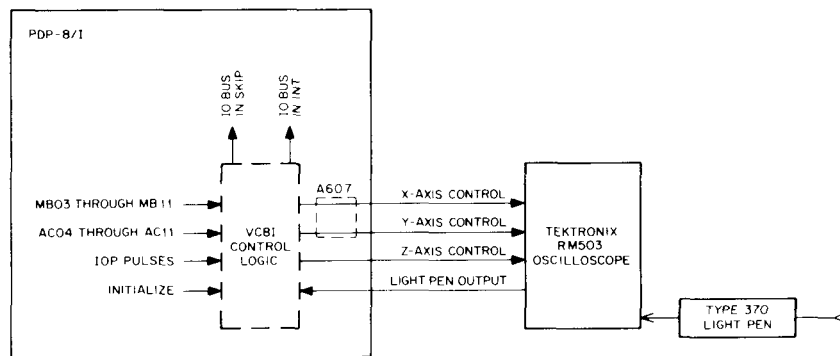 PDP-8/I
IO BUS
IN SKIP
IO BUS
IN INT
A607
MB03 THROUGH MB11
AC04 THROUGH AC11
IOP PULSES
INITIALIZE
VC8I
CONTROL
LOGIC
X-AXIS CONTROL
Y-AXIS CONTROL
Z-AXIS CONTROL
LIGHT PEN OUTPUT
TEKTRONIX
RM503
OSCILLOSCOPE
TYPE 370
LIGHT PEN